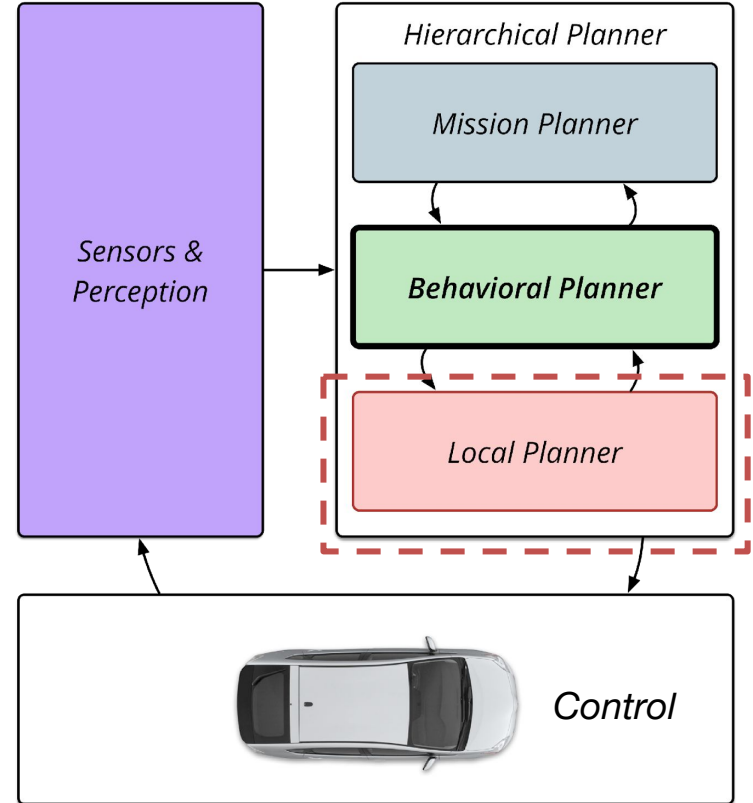 Hierarchical Planner
Mission Planner
Sensors &
Perception
Behavioral Planner
Local Planner
Control